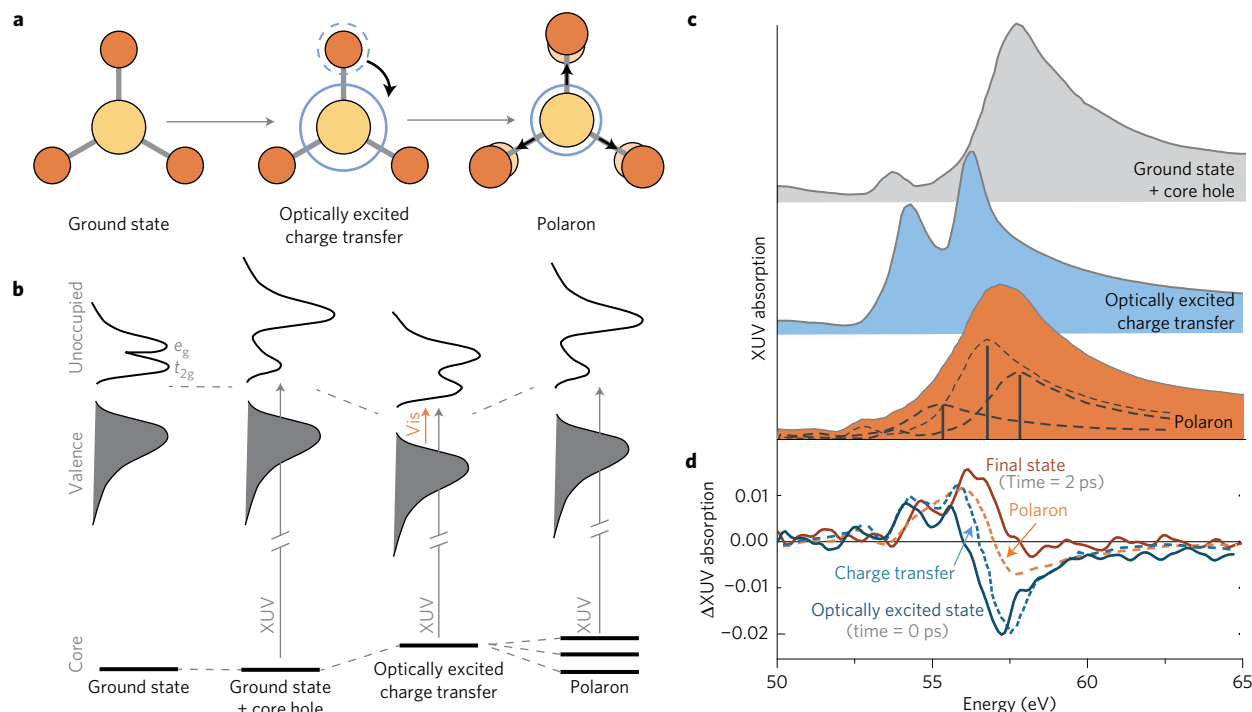 a
Ground state
Optically excited
charge transfer
Polaron
b
Unoccupied
Valence
Core
e_g
t_2g
XUV
Vis
XUV
XUV
Ground state
Ground state
+ core hole
Optically excited
charge transfer
Polaron
c
XUV absorption
Ground state
+ core hole
Optically excited
charge transfer
Polaron
d
ΔXUV absorption
0.01
0.00
−0.01
−0.02
Final state
(Time = 2 ps)
Polaron
Charge transfer
Optically excited state
(time = 0 ps)
50
55
60
65
Energy (eV)